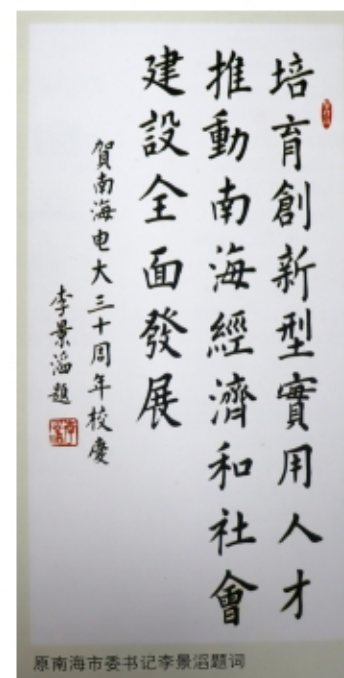 培育創新型實用人才
推動南海經濟和社會
建設全面發展
賀南海电大三十周年校慶
李景滔題
原南海市委书记李景滔题词